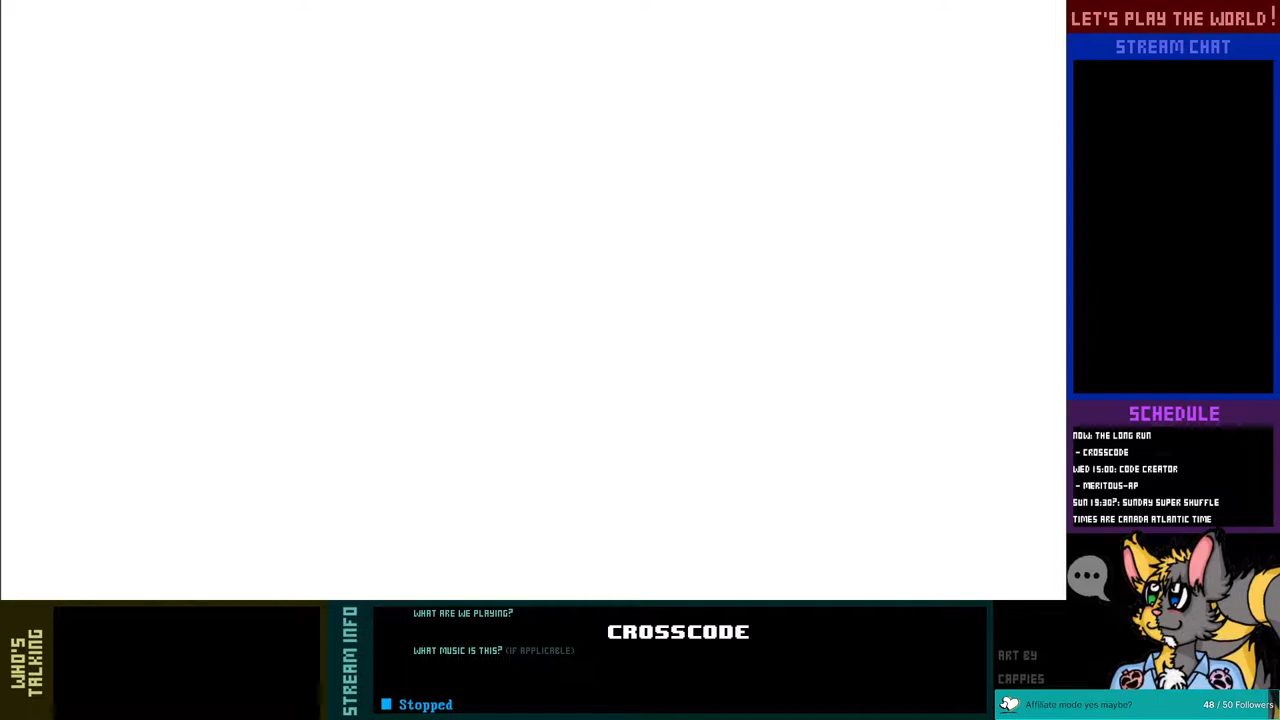 LET'S PLAY THE WORLD!
STREAM CHAT
SCHEDULE
NOW: THE LONG RUN
- CROSSCODE
WED 15:00: CODE CREATOR
- MERITOUS-AP
SUN 19:30?: SUNDAY SUPER SHUFFLE
TIMES ARE CANADA ATLANTIC TIME
WHO'S
TALKING
STREAM INFO
WHAT ARE WE PLAYING?
CROSSCODE
WHAT MUSIC IS THIS? (IF APPLICABLE)
Stopped
ART BY
CAPPIES
Affiliate mode yes maybe? 48 / 50 Followers